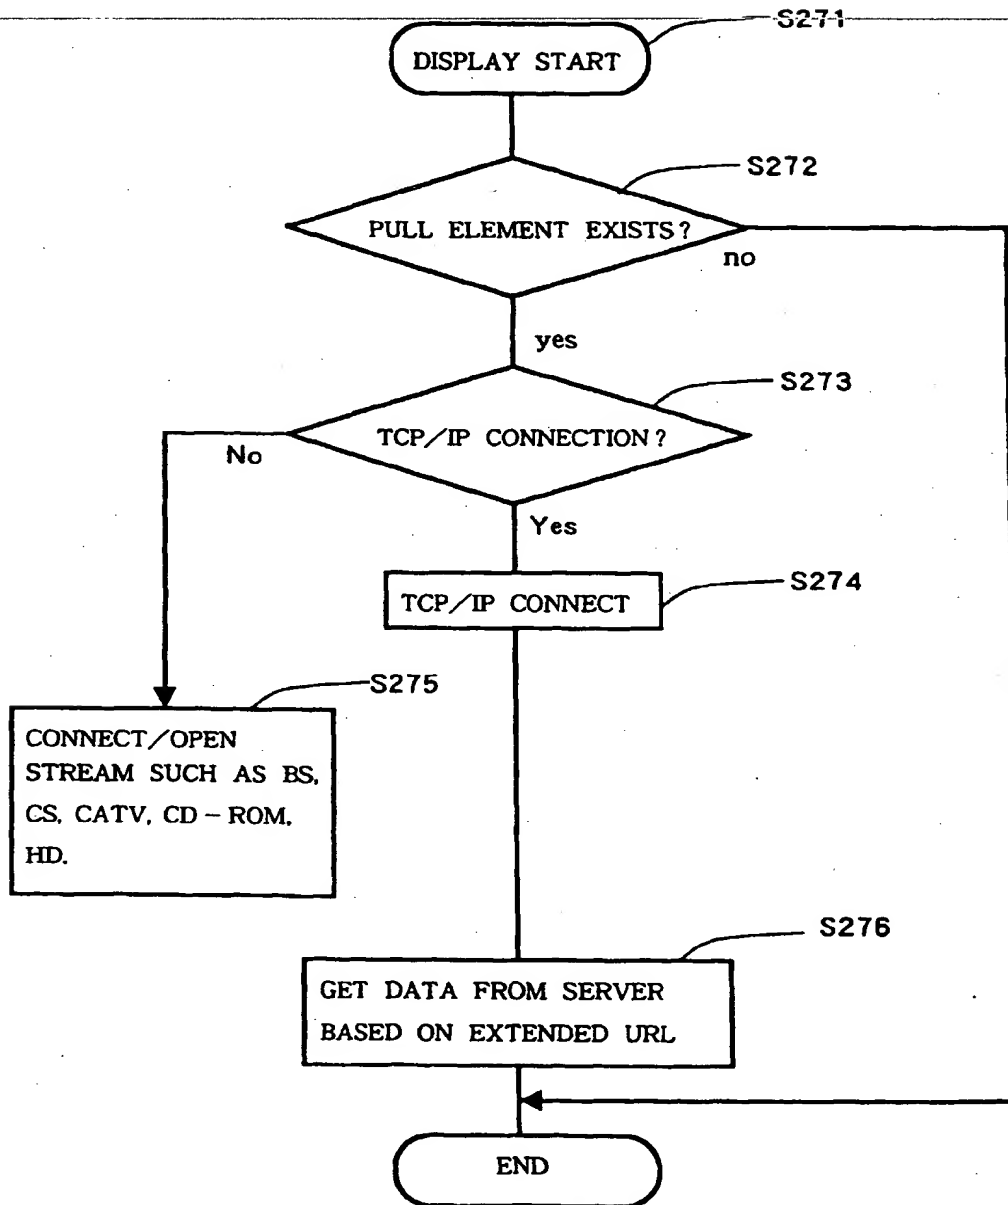 S271
DISPLAY START
S272
PULL ELEMENT EXISTS?
no
yes
S273
TCP/IP CONNECTION?
No
Yes
S274
TCP/IP CONNECT
S275
CONNECT/OPEN
STREAM SUCH AS BS,
CS, CATV, CD-ROM,
HD.
S276
GET DATA FROM SERVER
BASED ON EXTENDED URL
END